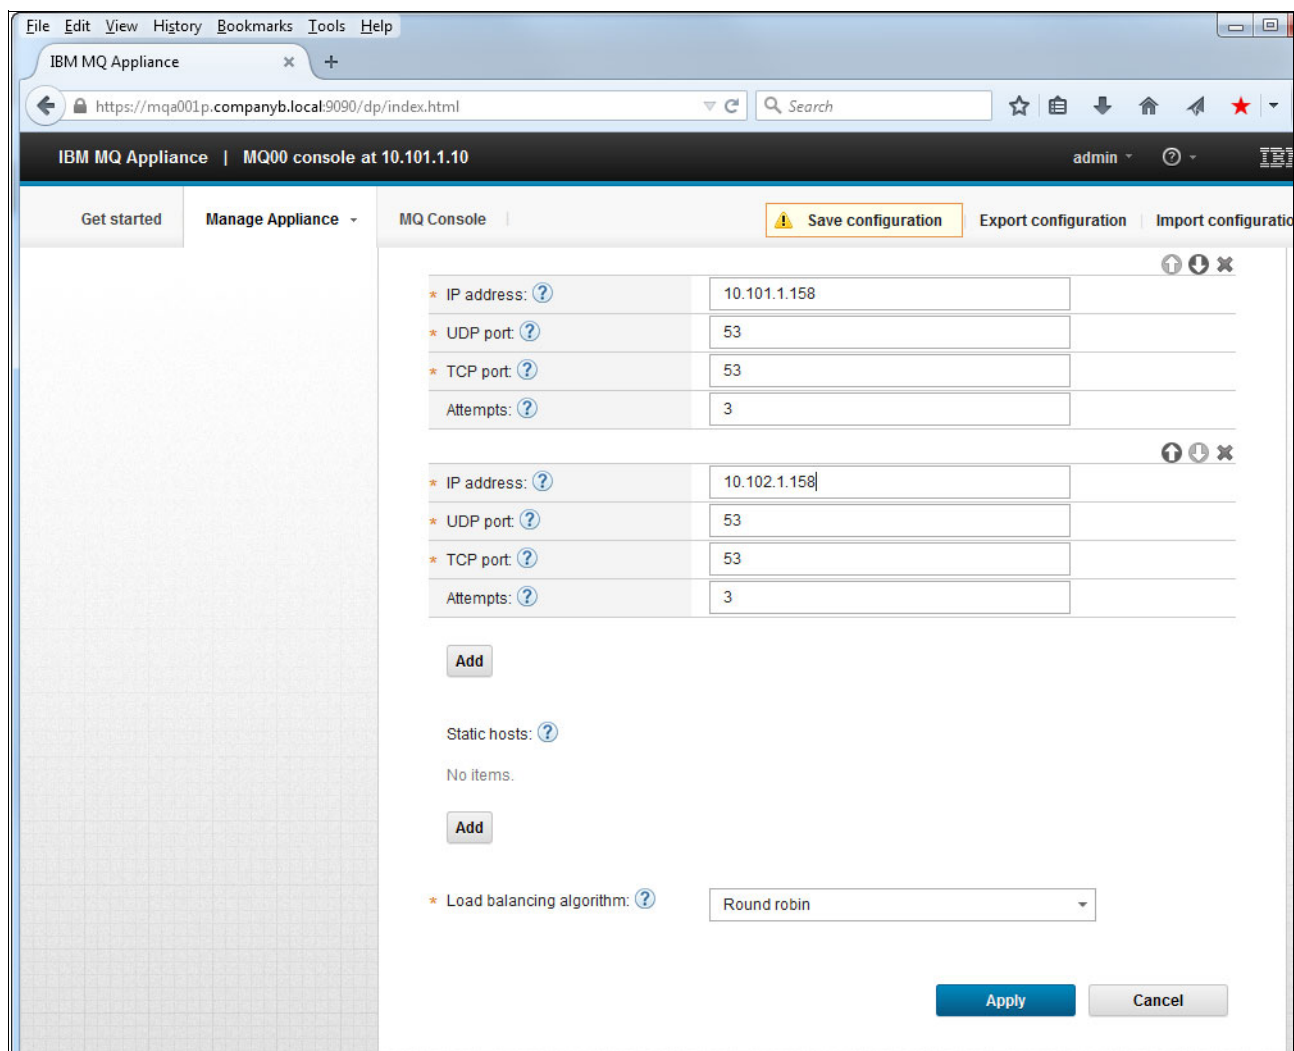 File Edit View History Bookmarks Tools Help
IBM MQ Appliance
https://mqa001p.companyb.local:9090/dp/index.html Search
IBM MQ Appliance | MQ00 console at 10.101.1.10 admin IBM
Get started Manage Appliance MQ Console Save configuration Export configuration Import configuratio
* IP address: ? 10.101.1.158
* UDP port: ? 53
* TCP port: ? 53
Attempts: ? 3
* IP address: ? 10.102.1.158
* UDP port: ? 53
* TCP port: ? 53
Attempts: ? 3
Add
Static hosts: ?
No items.
Add
* Load balancing algorithm: ? Round robin
Apply Cancel